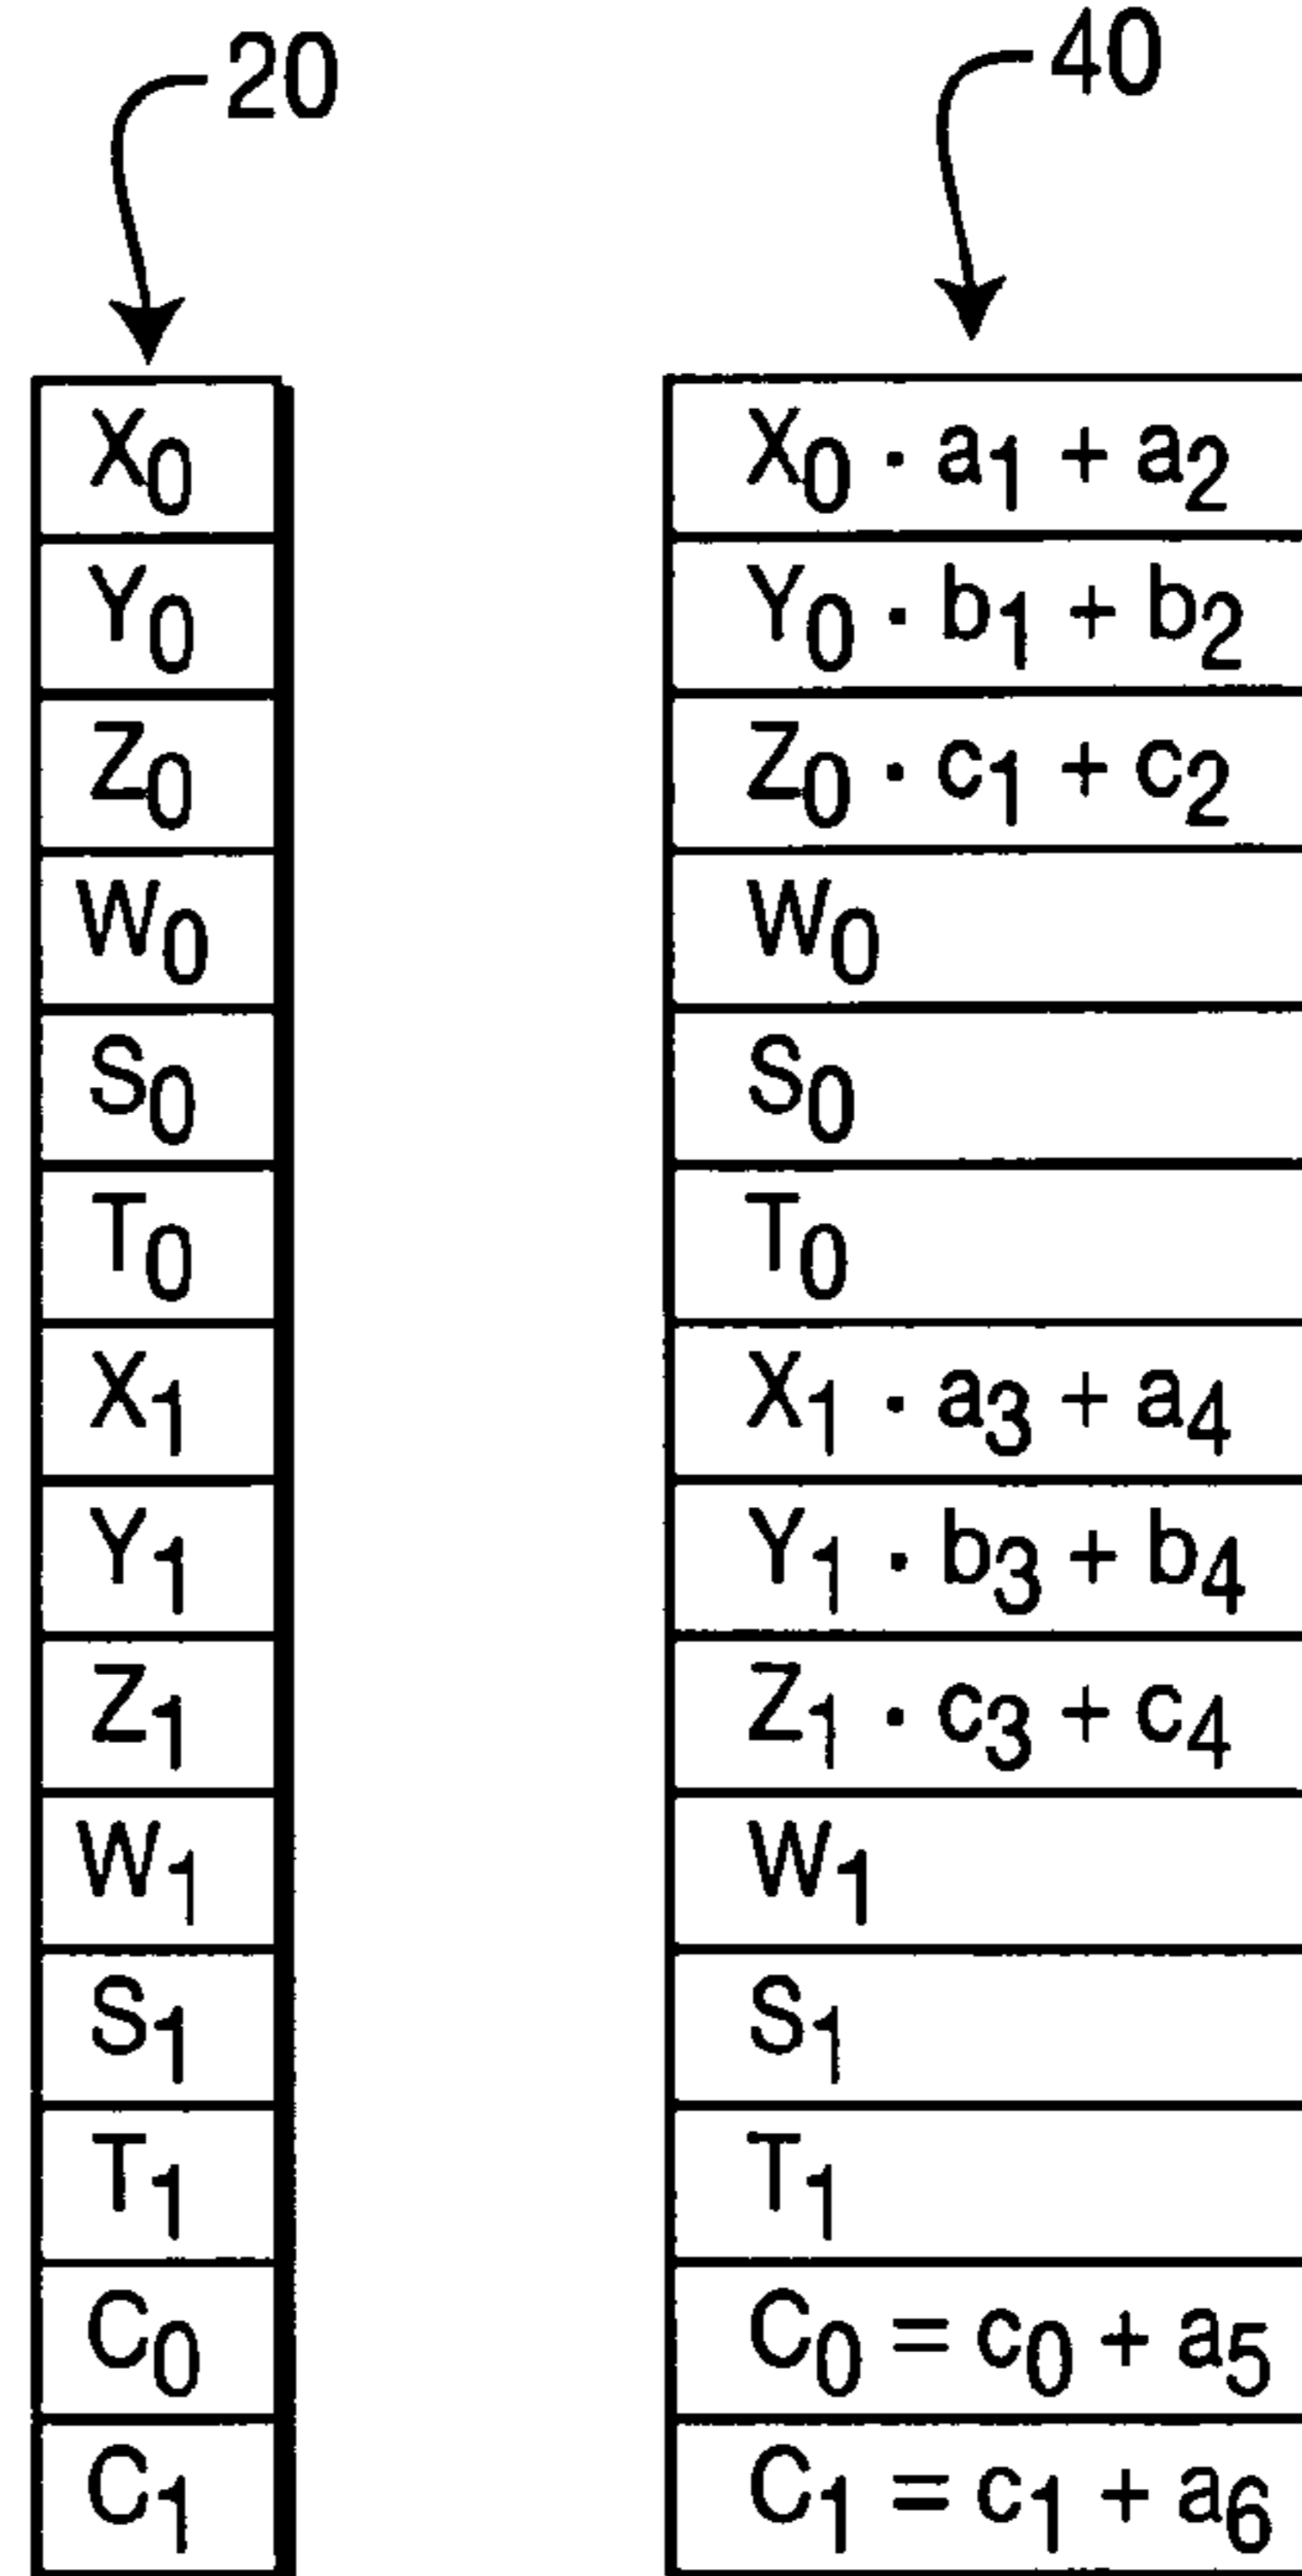 20 40
X₀ X₀ · a₁ + a₂
Y₀ Y₀ · b₁ + b₂
Z₀ Z₀ · c₁ + c₂
W₀ W₀
S₀ S₀
T₀ T₀
X₁ X₁ · a₃ + a₄
Y₁ Y₁ · b₃ + b₄
Z₁ Z₁ · c₃ + c₄
W₁ W₁
S₁ S₁
T₁ T₁
C₀ C₀ = c₀ + a₅
C₁ C₁ = c₁ + a₆